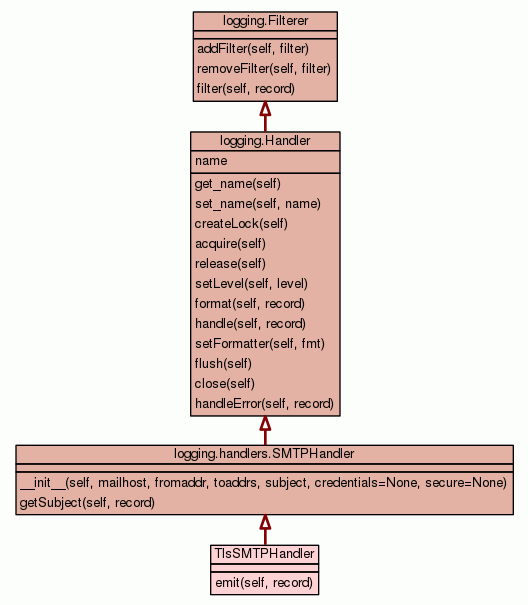 logging.Filterer
addFilter(self, filter)
removeFilter(self, filter)
filter(self, record)
logging.Handler
name
get_name(self)
set_name(self, name)
createLock(self)
acquire(self)
release(self)
setLevel(self, level)
format(self, record)
handle(self, record)
setFormatter(self, fmt)
flush(self)
close(self)
handleError(self, record)
logging.handlers.SMTPHandler
__init__(self, mailhost, fromaddr, toaddrs, subject, credentials=None, secure=None)
getSubject(self, record)
TlsSMTPHandler
emit(self, record)